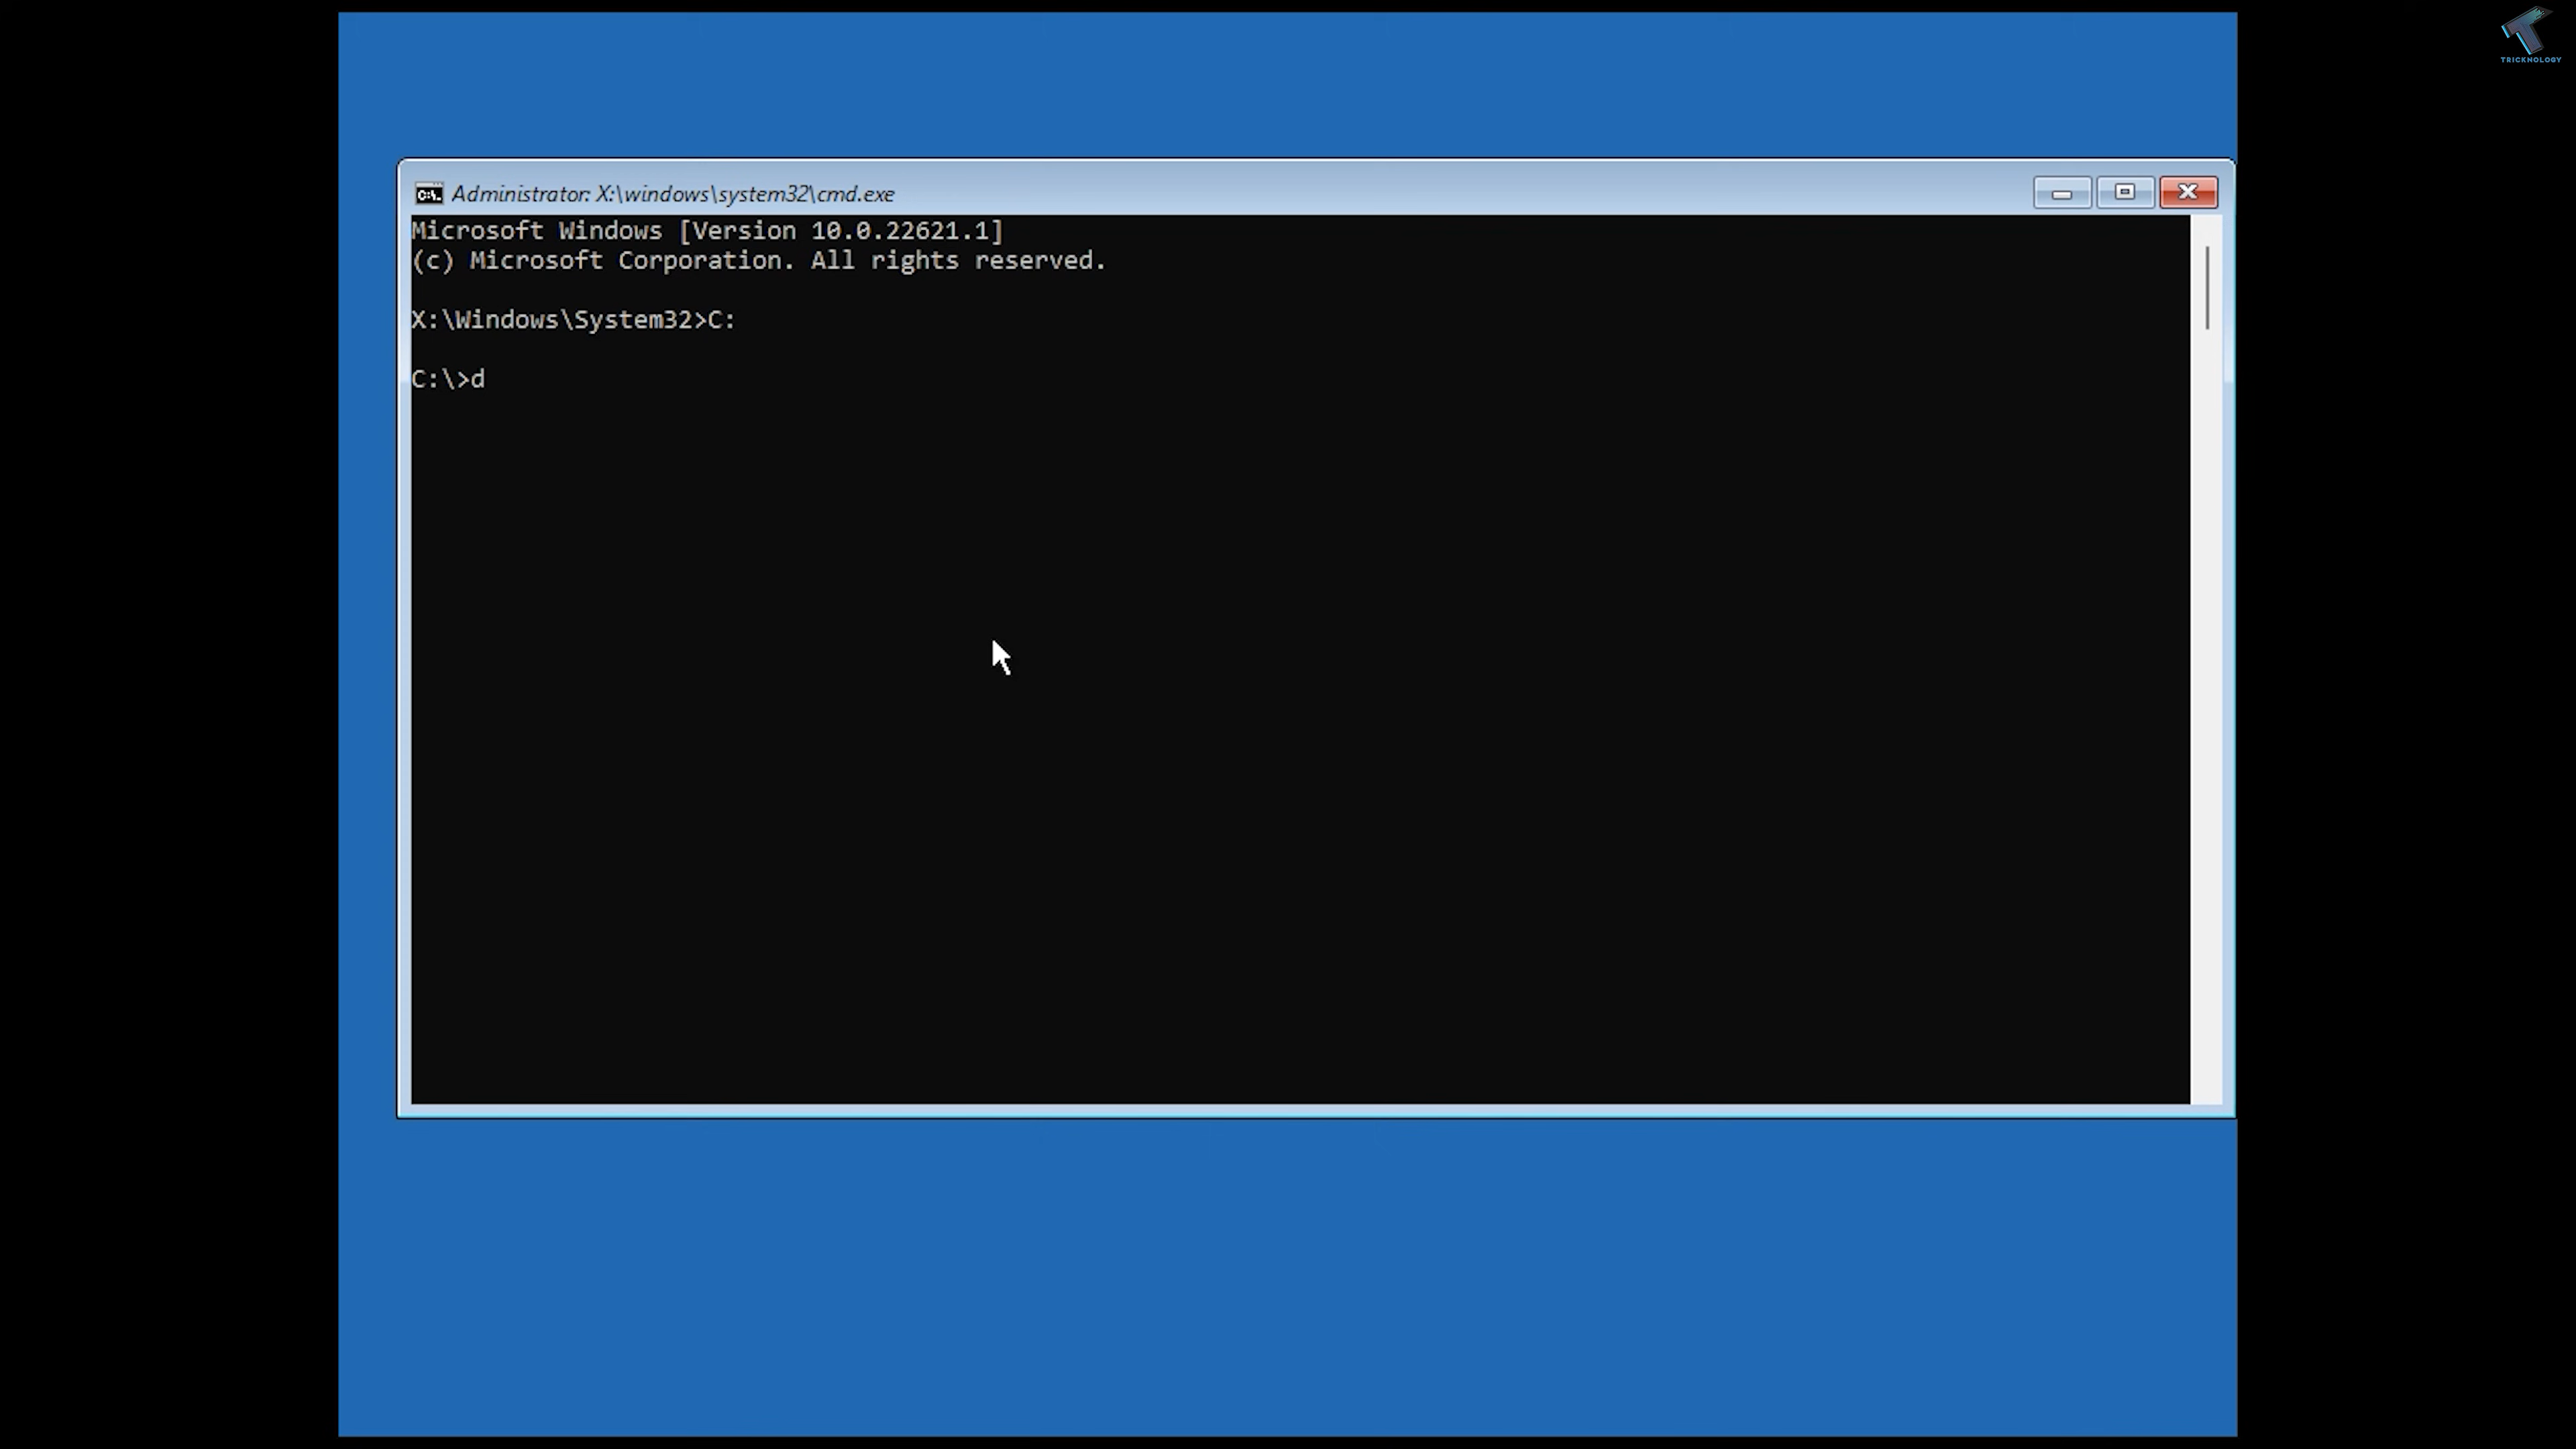 TRICKNOLOGY
Administrator: X:\windows\system32\cmd.exe
Microsoft Windows [Version 10.0.22621.1]
(c) Microsoft Corporation. All rights reserved.
X:\Windows\System32>C:
C:\>d